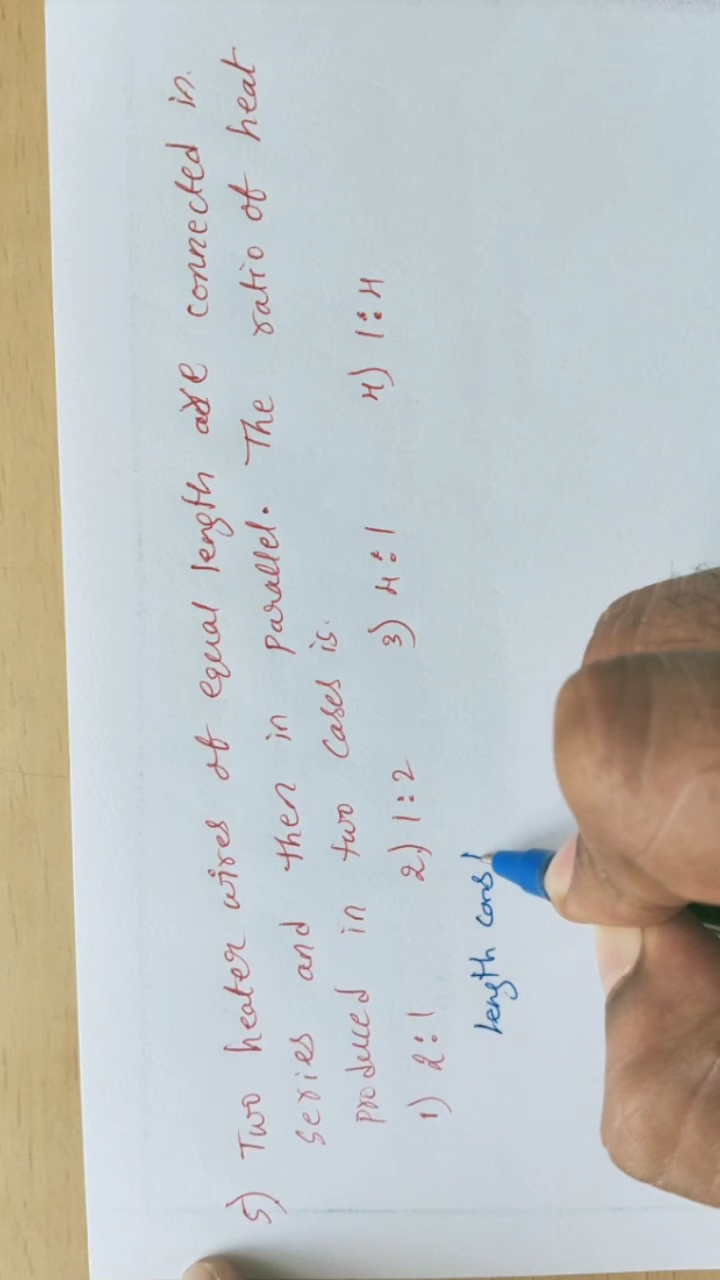 5) Two heater wires of equal length are connected in
series and then in parallel. The ratio of heat
produced in two cases is.
1) 2:1 2) 1:2 3) 4:1 4) 1:4
length cons